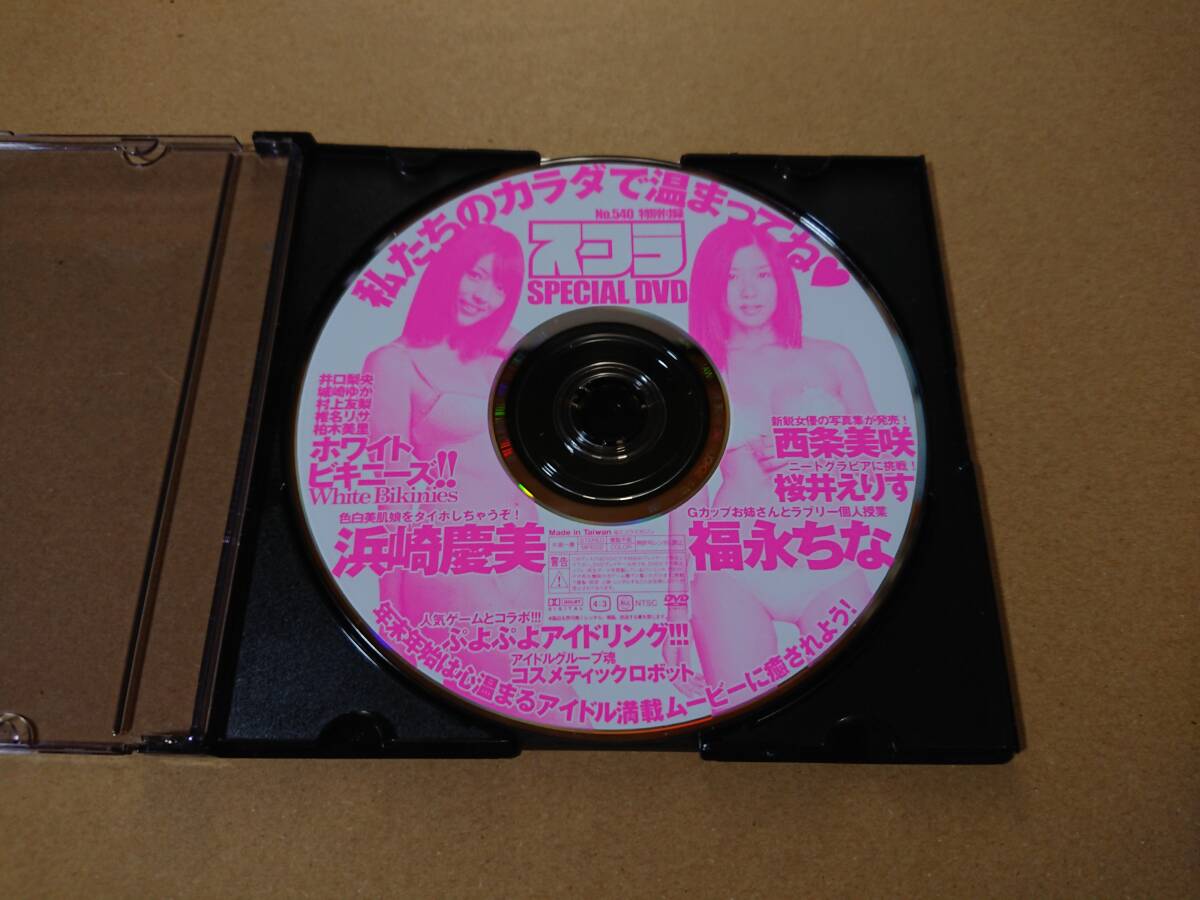 私たちのカラダで温まってね♥
No.540 特別付録
スコラ
SPECIAL DVD
井口梨央
城崎ゆか
村上友梨
椎名リサ
柏木美里
ホワイト
ビキニーズ!!
White Bikinies
色白美肌娘をタイホしちゃうぞ!
浜崎慶美
新鋭女優の写真集が発売!
西条美咲
ニートグラビアに挑戦!
桜井えりす
Gカップお姉さんとラブリー個人授業
福永ちな
Made in Taiwan
STEREO
COLOR
警告
DOLBY
DIGITAL
4:3
NTSC
DVD
人気ゲームとコラボ!!!
ぷよぷよアイドリング!!!
アイドルグループ魂
コスメティックロボット
年末年始は心温まるアイドル満載ムービーに癒されよう!